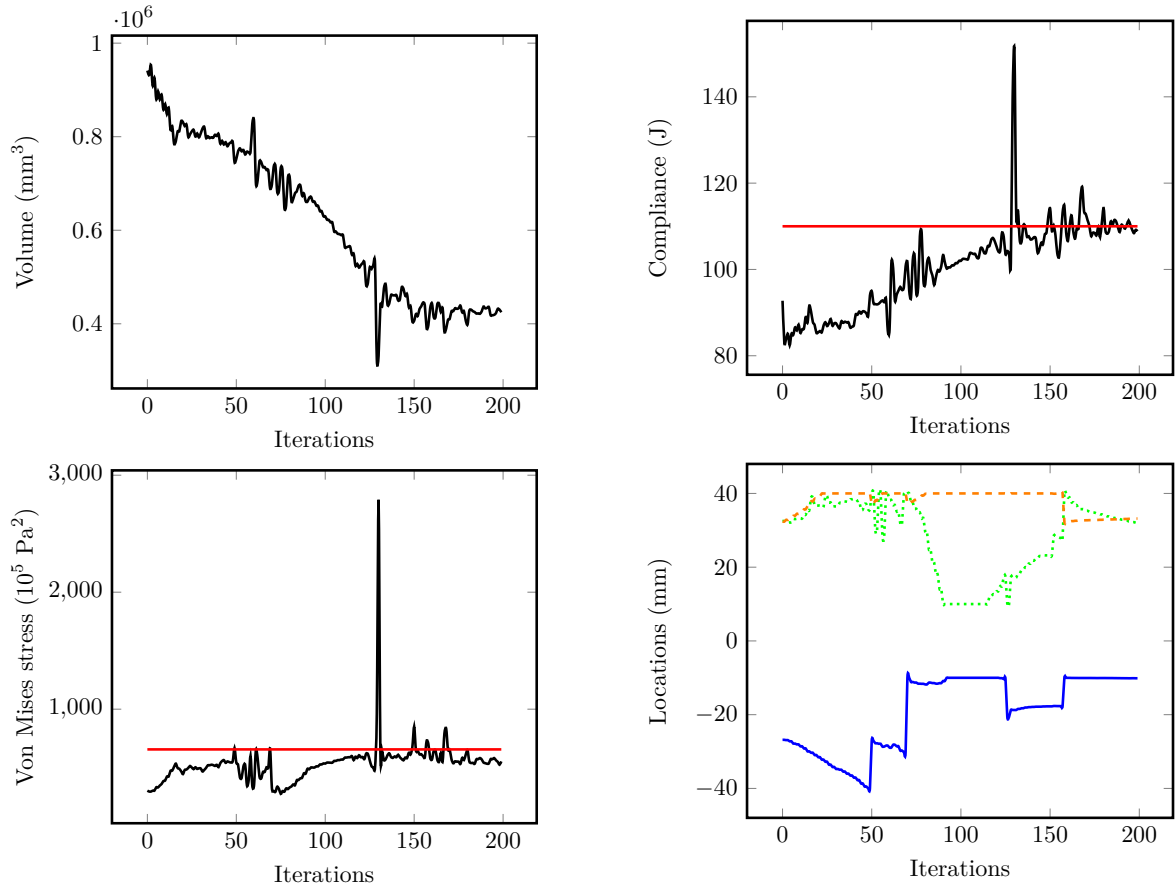 ·10^6
1
0.8
0.6
0.4
Volume (mm^3)
0 50 100 150 200
Iterations
140
120
100
80
Compliance (J)
0 50 100 150 200
Iterations
3,000
2,000
1,000
Von Mises stress (10^5 Pa^2)
0 50 100 150 200
Iterations
40
20
0
−20
−40
Locations (mm)
0 50 100 150 200
Iterations